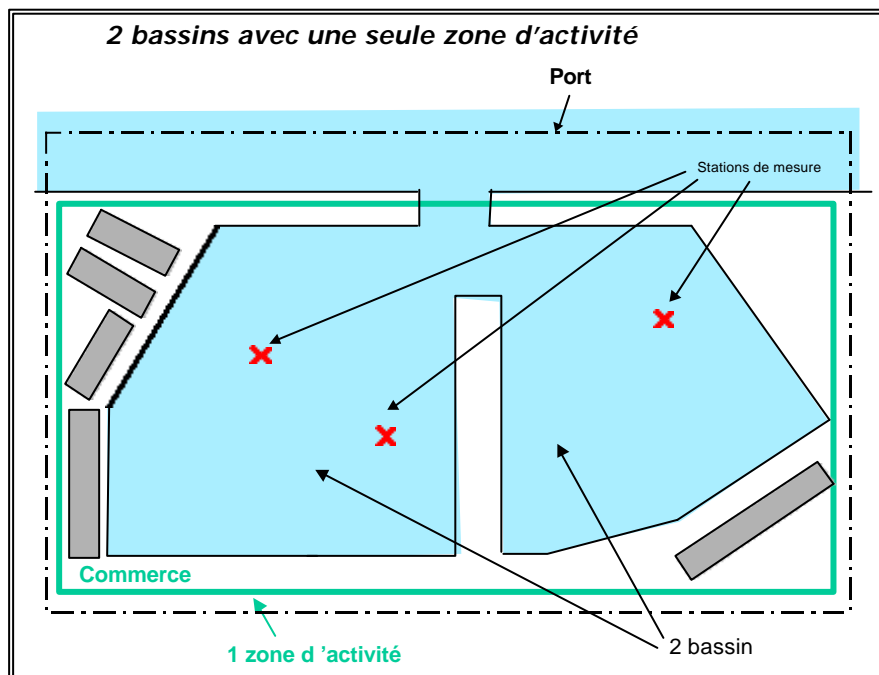 2 bassins avec une seule zone d'activité
Port
Stations de mesure
Commerce
1 zone d 'activité
2 bassin